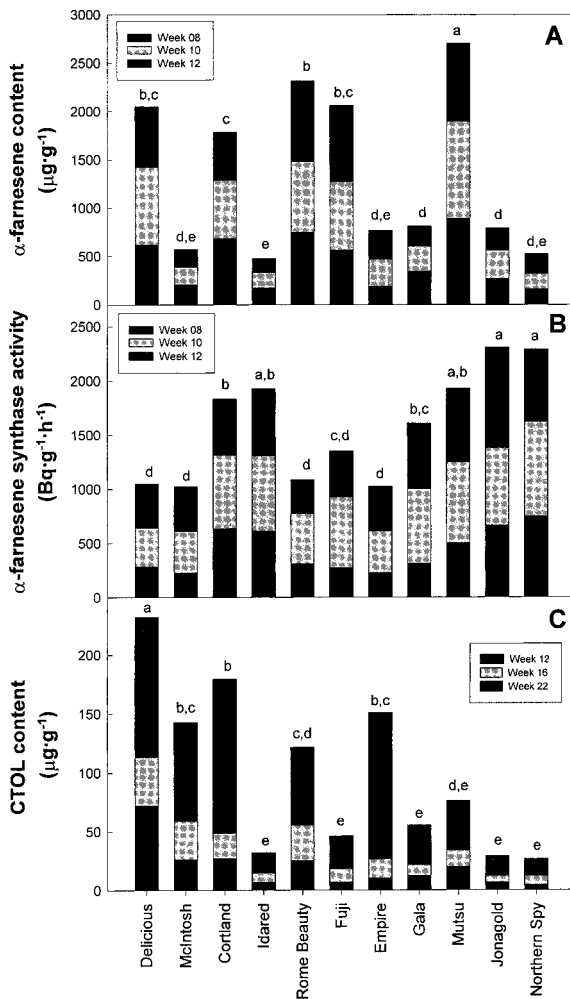 A
Week 08
Week 10
Week 12
α-farnesene content
(μg·g⁻¹)
3000
2500
2000
1500
1000
500
0
b,c
d,e
c
e
b
b,c
d,e
d
a
d
d,e
B
Week 08
Week 10
Week 12
α-farnesene synthase activity
(Bq·g⁻¹·h⁻¹)
2500
2000
1500
1000
500
0
d
d
b
a,b
d
c,d
d
b,c
a,b
a
a
C
Week 12
Week 16
Week 22
CTOL content
(μg·g⁻¹)
200
150
100
50
0
a
b,c
b
e
c,d
e
b,c
e
d,e
e
e
Delicious
McIntosh
Cortland
Idared
Rome Beauty
Fuji
Empire
Gala
Mutsu
Jonagold
Northern Spy